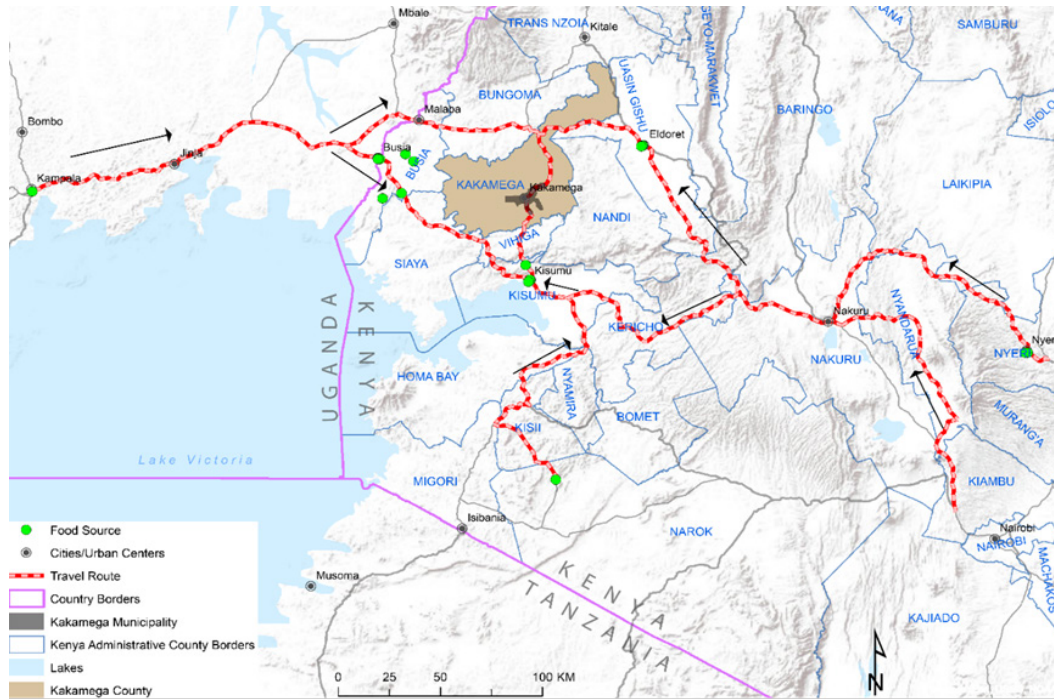 Mbale
TRANS NZOIA
Kitale
SAMBURU
BUNGOMA
UASIN GISHU
BARINGO
ISIOLO
Bombo
Malaba
Eldoret
Jinja
Busia
BUSIA
LAIKIPIA
Kampala
KAKAMEGA
Kakamega
NANDI
VIHIGA
SIAYA
Kisumu
KISUMU
UGANDA
KENYA
KERICHO
Nakuru
NYANDARUA
NYERI
NAKURU
HOMA BAY
NYAMIRA
BOMET
MURANGA
KISII
Lake Victoria
MIGORI
KIAMBU
Isibania
NAROK
Nairobi
NAIROBI
MACHAKOS
Musoma
KENYA
TANZANIA
KAJIADO
Food Source
Cities/Urban Centers
Travel Route
Country Borders
Kakamega Municipality
Kenya Administrative County Borders
Lakes
Kakamega County
0 25 50 100 KM
N